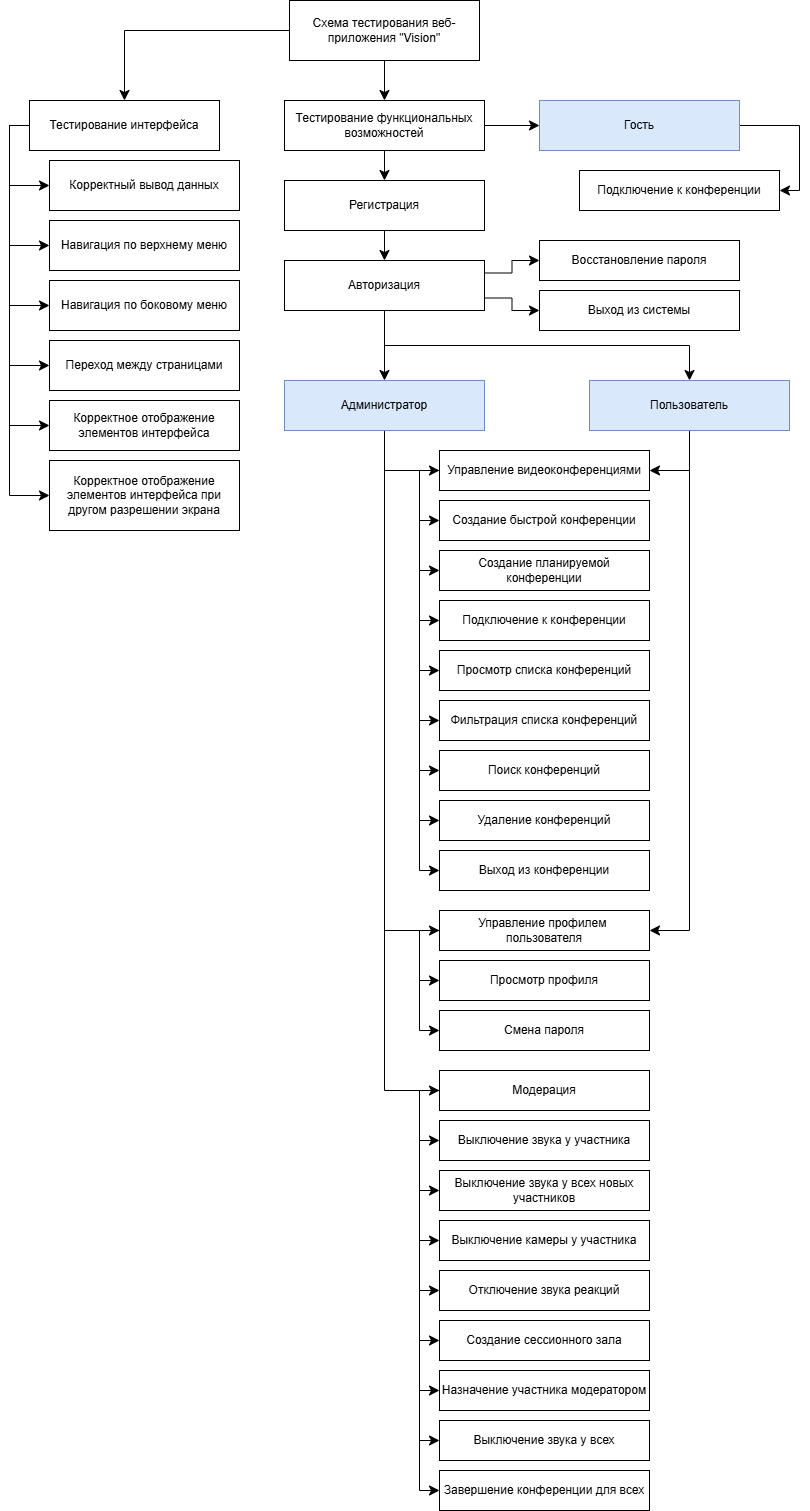 Схема тестирования веб-
приложения "Vision"
Тестирование интерфейса
Корректный вывод данных
Навигация по верхнему меню
Навигация по боковому меню
Переход между страницами
Корректное отображение
элементов интерфейса
Корректное отображение
элементов интерфейса при
другом разрешении экрана
Тестирование функциональных
возможностей
Гость
Подключение к конференции
Регистрация
Авторизация
Восстановление пароля
Выход из системы
Администратор
Пользователь
Управление видеоконференциями
Создание быстрой конференции
Создание планируемой
конференции
Подключение к конференции
Просмотр списка конференций
Фильтрация списка конференций
Поиск конференций
Удаление конференций
Выход из конференции
Управление профилем
пользователя
Просмотр профиля
Смена пароля
Модерация
Выключение звука у участника
Выключение звука у всех новых
участников
Выключение камеры у участника
Отключение звука реакций
Создание сессионного зала
Назначение участника модератором
Выключение звука у всех
Завершение конференции для всех